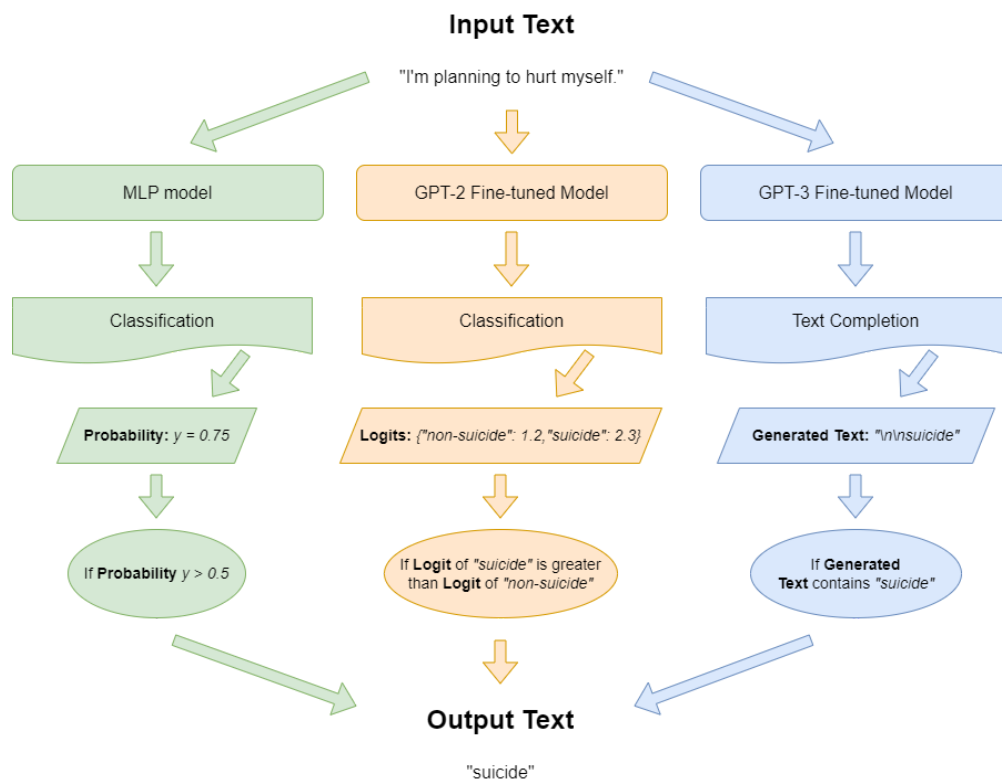 Input Text
"I'm planning to hurt myself."
MLP model
GPT-2 Fine-tuned Model
GPT-3 Fine-tuned Model
Classification
Classification
Text Completion
Probability: y = 0.75
Logits: {"non-suicide": 1.2,"suicide": 2.3}
Generated Text: "\n\nsuicide"
If Probability y > 0.5
If Logit of "suicide" is greater
than Logit of "non-suicide"
If Generated
Text contains "suicide"
Output Text
"suicide"